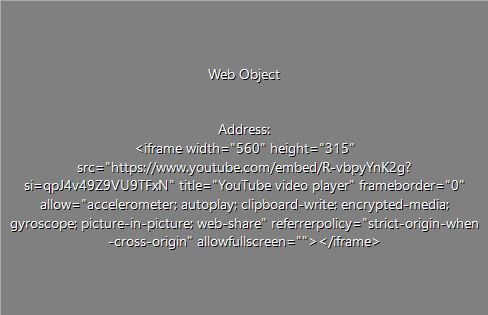 Web Object
Address:
<iframe width="560" height="315"
src="https://www.youtube.com/embed/R-vbpyYnK2g?
si=qpJ4v49Z9VU9TFxN" title="YouTube video player" frameborder="0"
allow="accelerometer; autoplay; clipboard-write; encrypted-media;
gyroscope; picture-in-picture; web-share" referrerpolicy="strict-origin-when
-cross-origin" allowfullscreen=""></iframe>